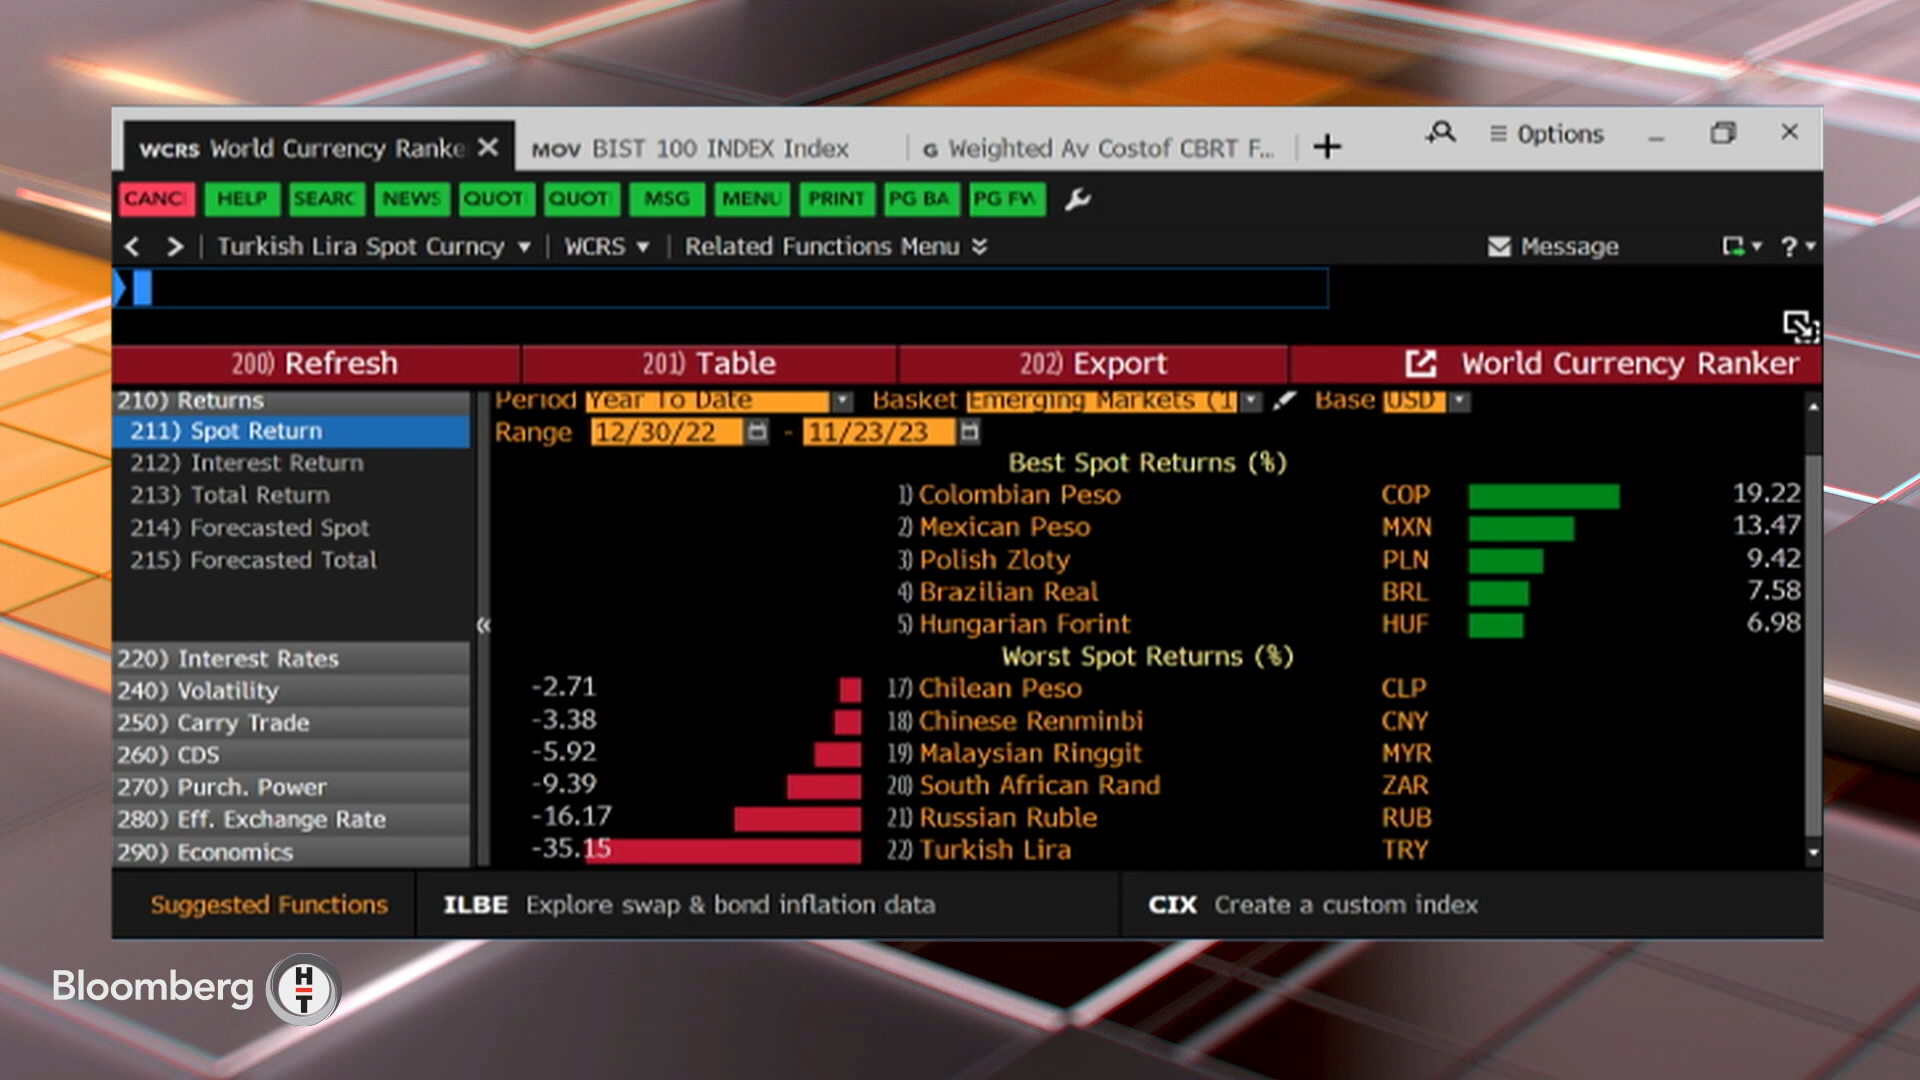 WCRS World Currency Ranke
MOV BIST 100 INDEX Index
G Weighted Av Costof CBRT F...
Options
CANC HELP SEARC NEWS QUOT QUOT MSG MENU PRINT PG BA PG FW
Turkish Lira Spot Curncy WCRS Related Functions Menu Message ?
200) Refresh 201) Table 202) Export World Currency Ranker
210) Returns
211) Spot Return
212) Interest Return
213) Total Return
214) Forecasted Spot
215) Forecasted Total
220) Interest Rates
240) Volatility
250) Carry Trade
260) CDS
270) Purch. Power
280) Eff. Exchange Rate
290) Economics
Period Year To Date Basket Emerging Markets (1 Base USD
Range 12/30/22 - 11/23/23
Best Spot Returns (%)
1) Colombian Peso COP 19.22
2) Mexican Peso MXN 13.47
3) Polish Zloty PLN 9.42
4) Brazilian Real BRL 7.58
5) Hungarian Forint HUF 6.98
Worst Spot Returns (%)
-2.71 17) Chilean Peso CLP
-3.38 18) Chinese Renminbi CNY
-5.92 19) Malaysian Ringgit MYR
-9.39 20) South African Rand ZAR
-16.17 21) Russian Ruble RUB
-35.15 22) Turkish Lira TRY
Suggested Functions ILBE Explore swap & bond inflation data CIX Create a custom index
Bloomberg HT